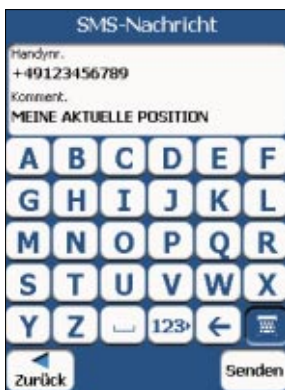 SMS-Nachricht
Handynr.
+49123456789
Komment.
MEINE AKTUELLE POSITION
A B C D E F
G H I J K L
M N O P Q R
S T U V W X
Y Z 123
Zurück Senden